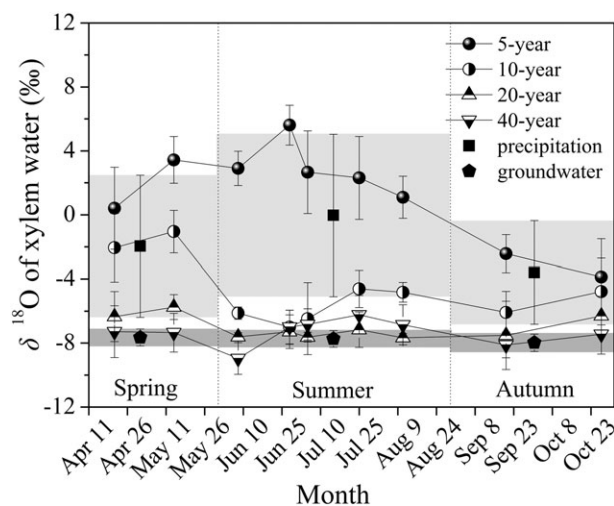 δ 18O of xylem water (‰)
12
8
4
0
-4
-8
-12
5-year
10-year
20-year
40-year
precipitation
groundwater
Spring
Summer
Autumn
Apr 11
Apr 26
May 11
May 26
Jun 10
Jun 25
Jul 10
Jul 25
Aug 9
Aug 24
Sep 8
Sep 23
Oct 8
Oct 23
Month